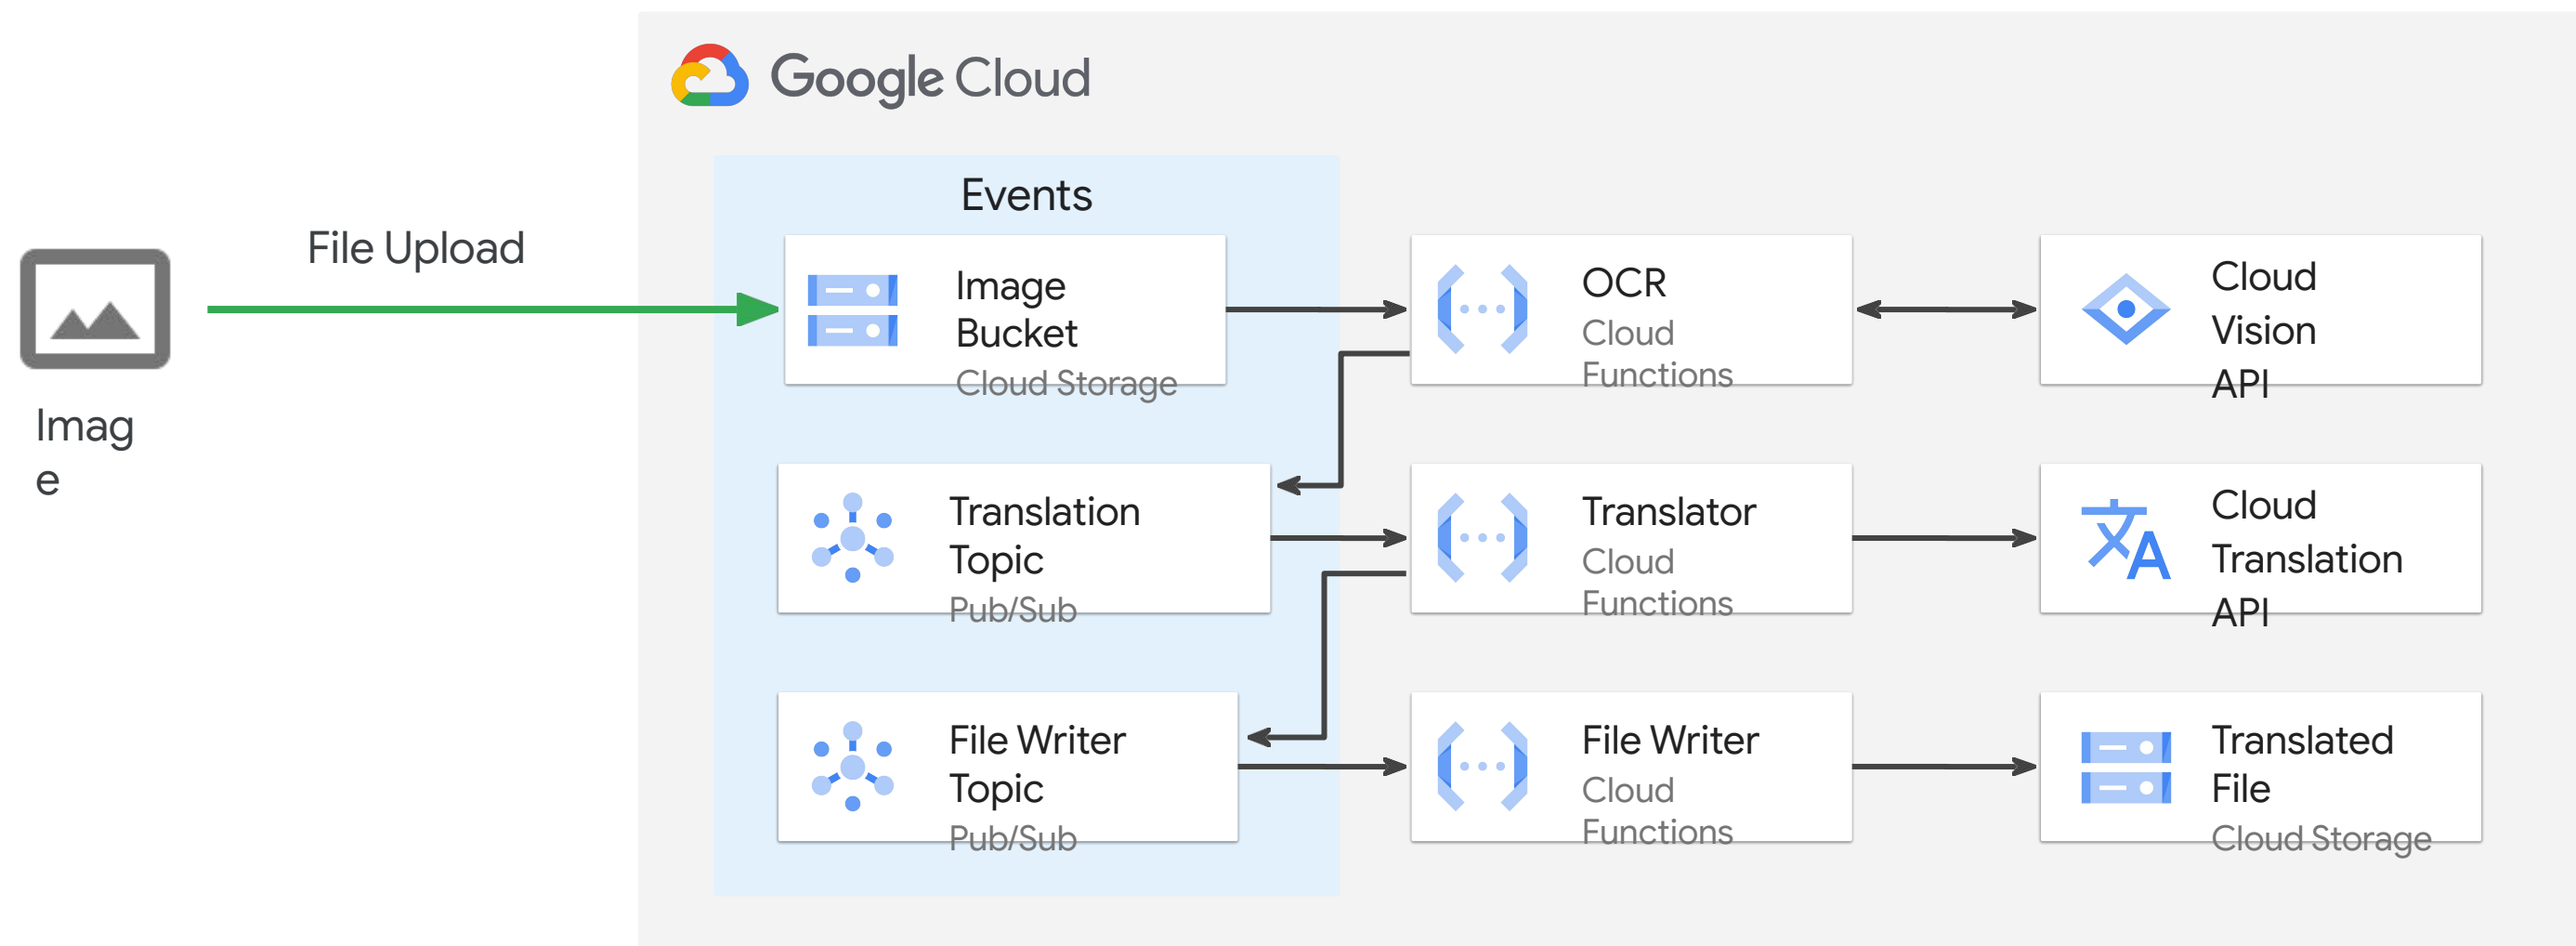 Google Cloud
Events
File Upload
Imag
e
Image
Bucket
Cloud Storage
OCR
Cloud
Functions
Cloud
Vision
API
Translation
Topic
Pub/Sub
Translator
Cloud
Functions
Cloud
Translation
API
File Writer
Topic
Pub/Sub
File Writer
Cloud
Functions
Translated
File
Cloud Storage